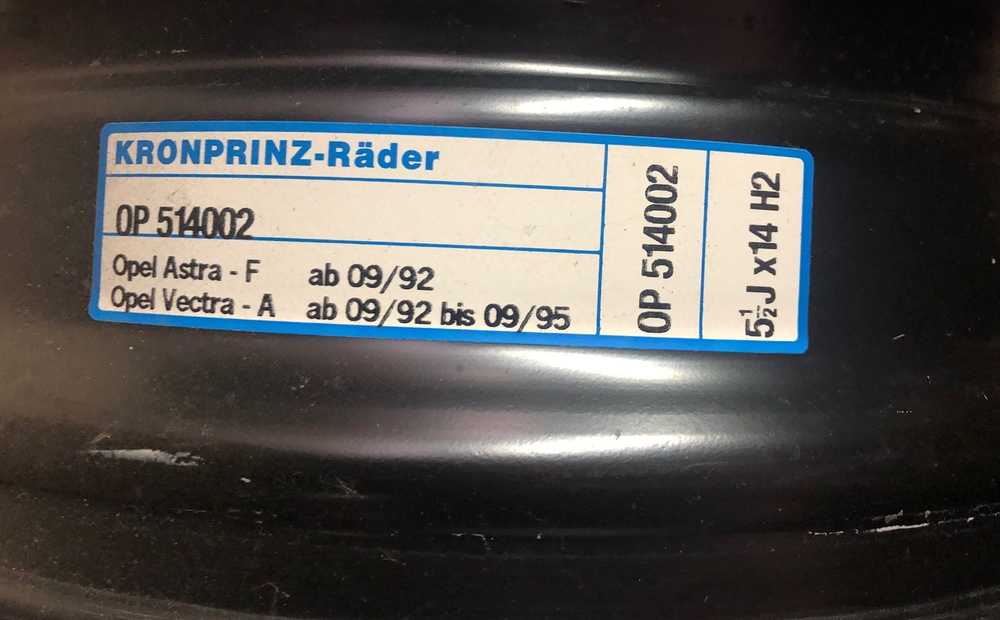 KRONPRINZ-Räder
OP 514002
Opel Astra - F ab 09/92
Opel Vectra - A ab 09/92 bis 09/95
OP 514002
5½J x14 H2